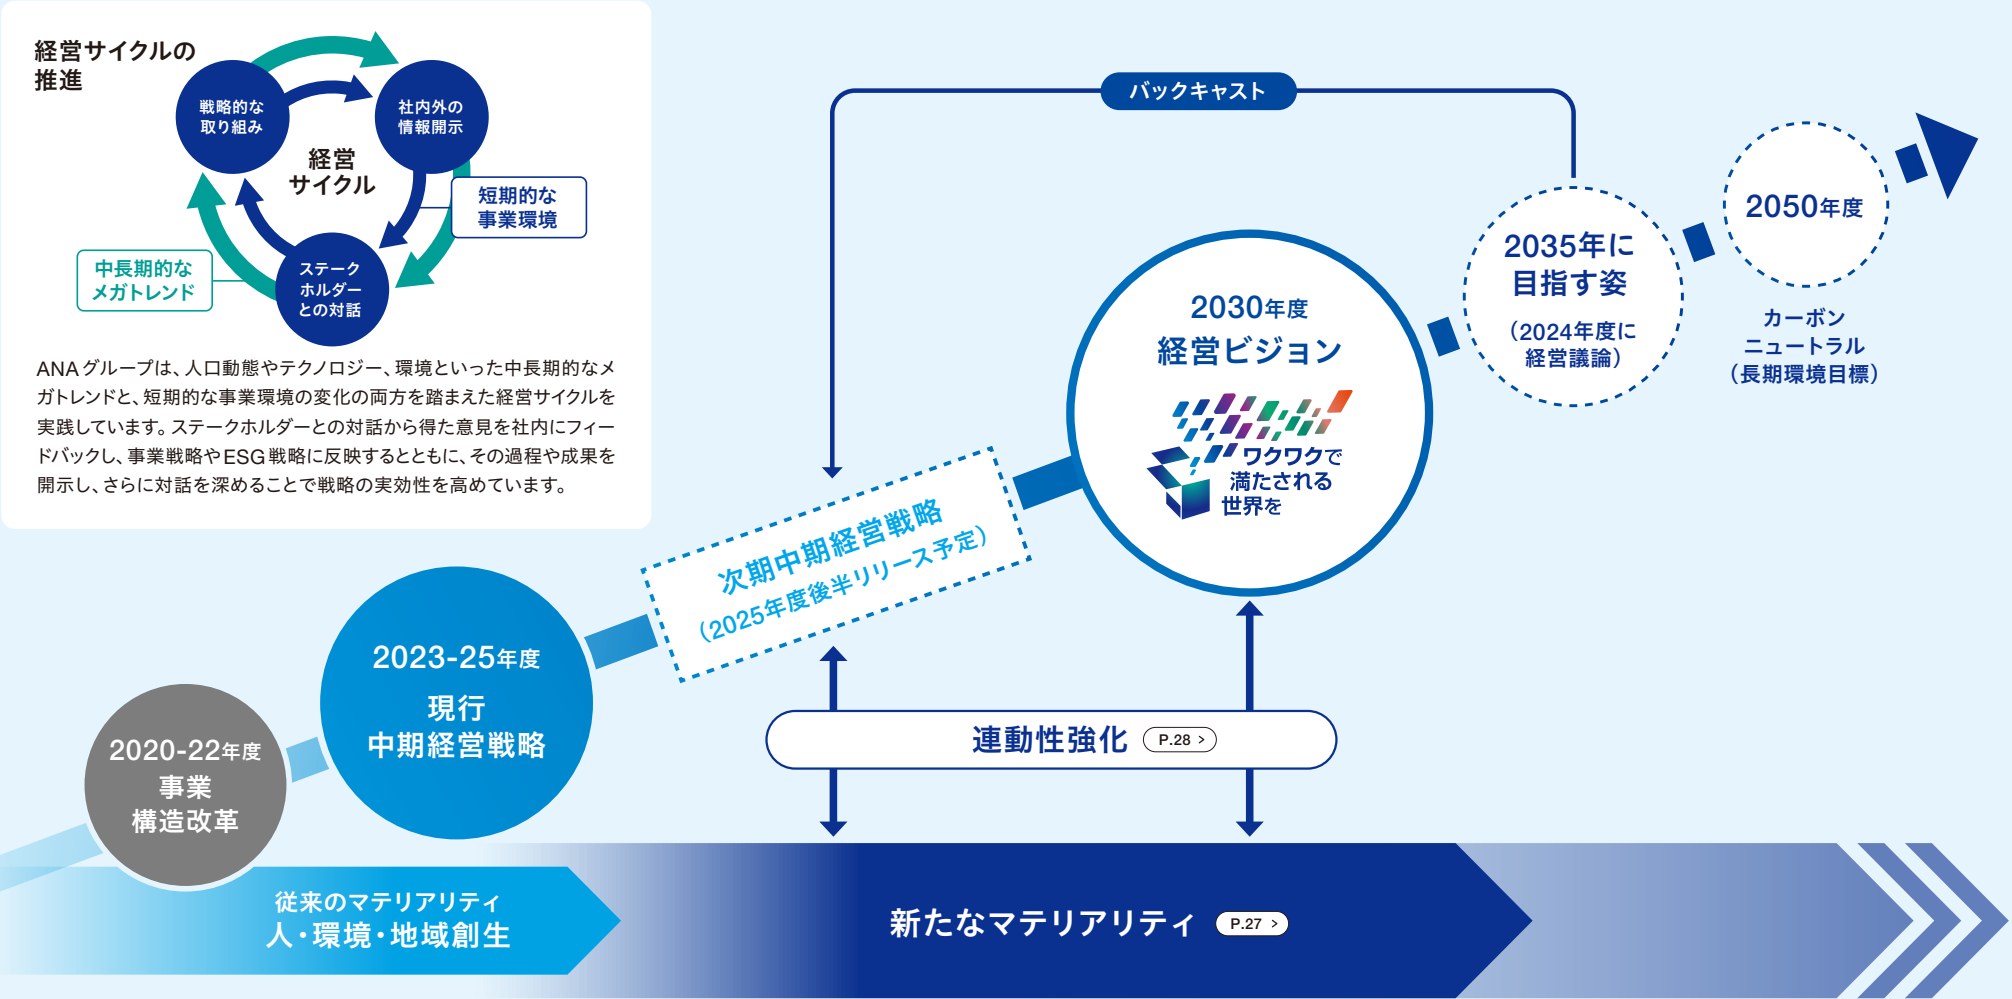 経営サイクルの
推進
戦略的な
取り組み
社内外の
情報開示
経営
サイクル
短期的な
事業環境
中長期的な
メガトレンド
ステーク
ホルダー
との対話
ANAグループは、人口動態やテクノロジー、環境といった中長期的なメ
ガトレンドと、短期的な事業環境の変化の両方を踏まえた経営サイクルを
実践しています。ステークホルダーとの対話から得た意見を社内にフィー
ドバックし、事業戦略やESG戦略に反映するとともに、その過程や成果を
開示し、さらに対話を深めることで戦略の実効性を高めています。
バックキャスト
2050年度
カーボン
ニュートラル
（長期環境目標）
2035年に
目指す姿
（2024年度に
経営議論）
2030年度
経営ビジョン
ワクワクで
満たされる
世界を
次期中期経営戦略
（2025年度後半リリース予定）
2023-25年度
現行
中期経営戦略
2020-22年度
事業
構造改革
連動性強化 P.28 >
従来のマテリアリティ
人・環境・地域創生
新たなマテリアリティ P.27 >